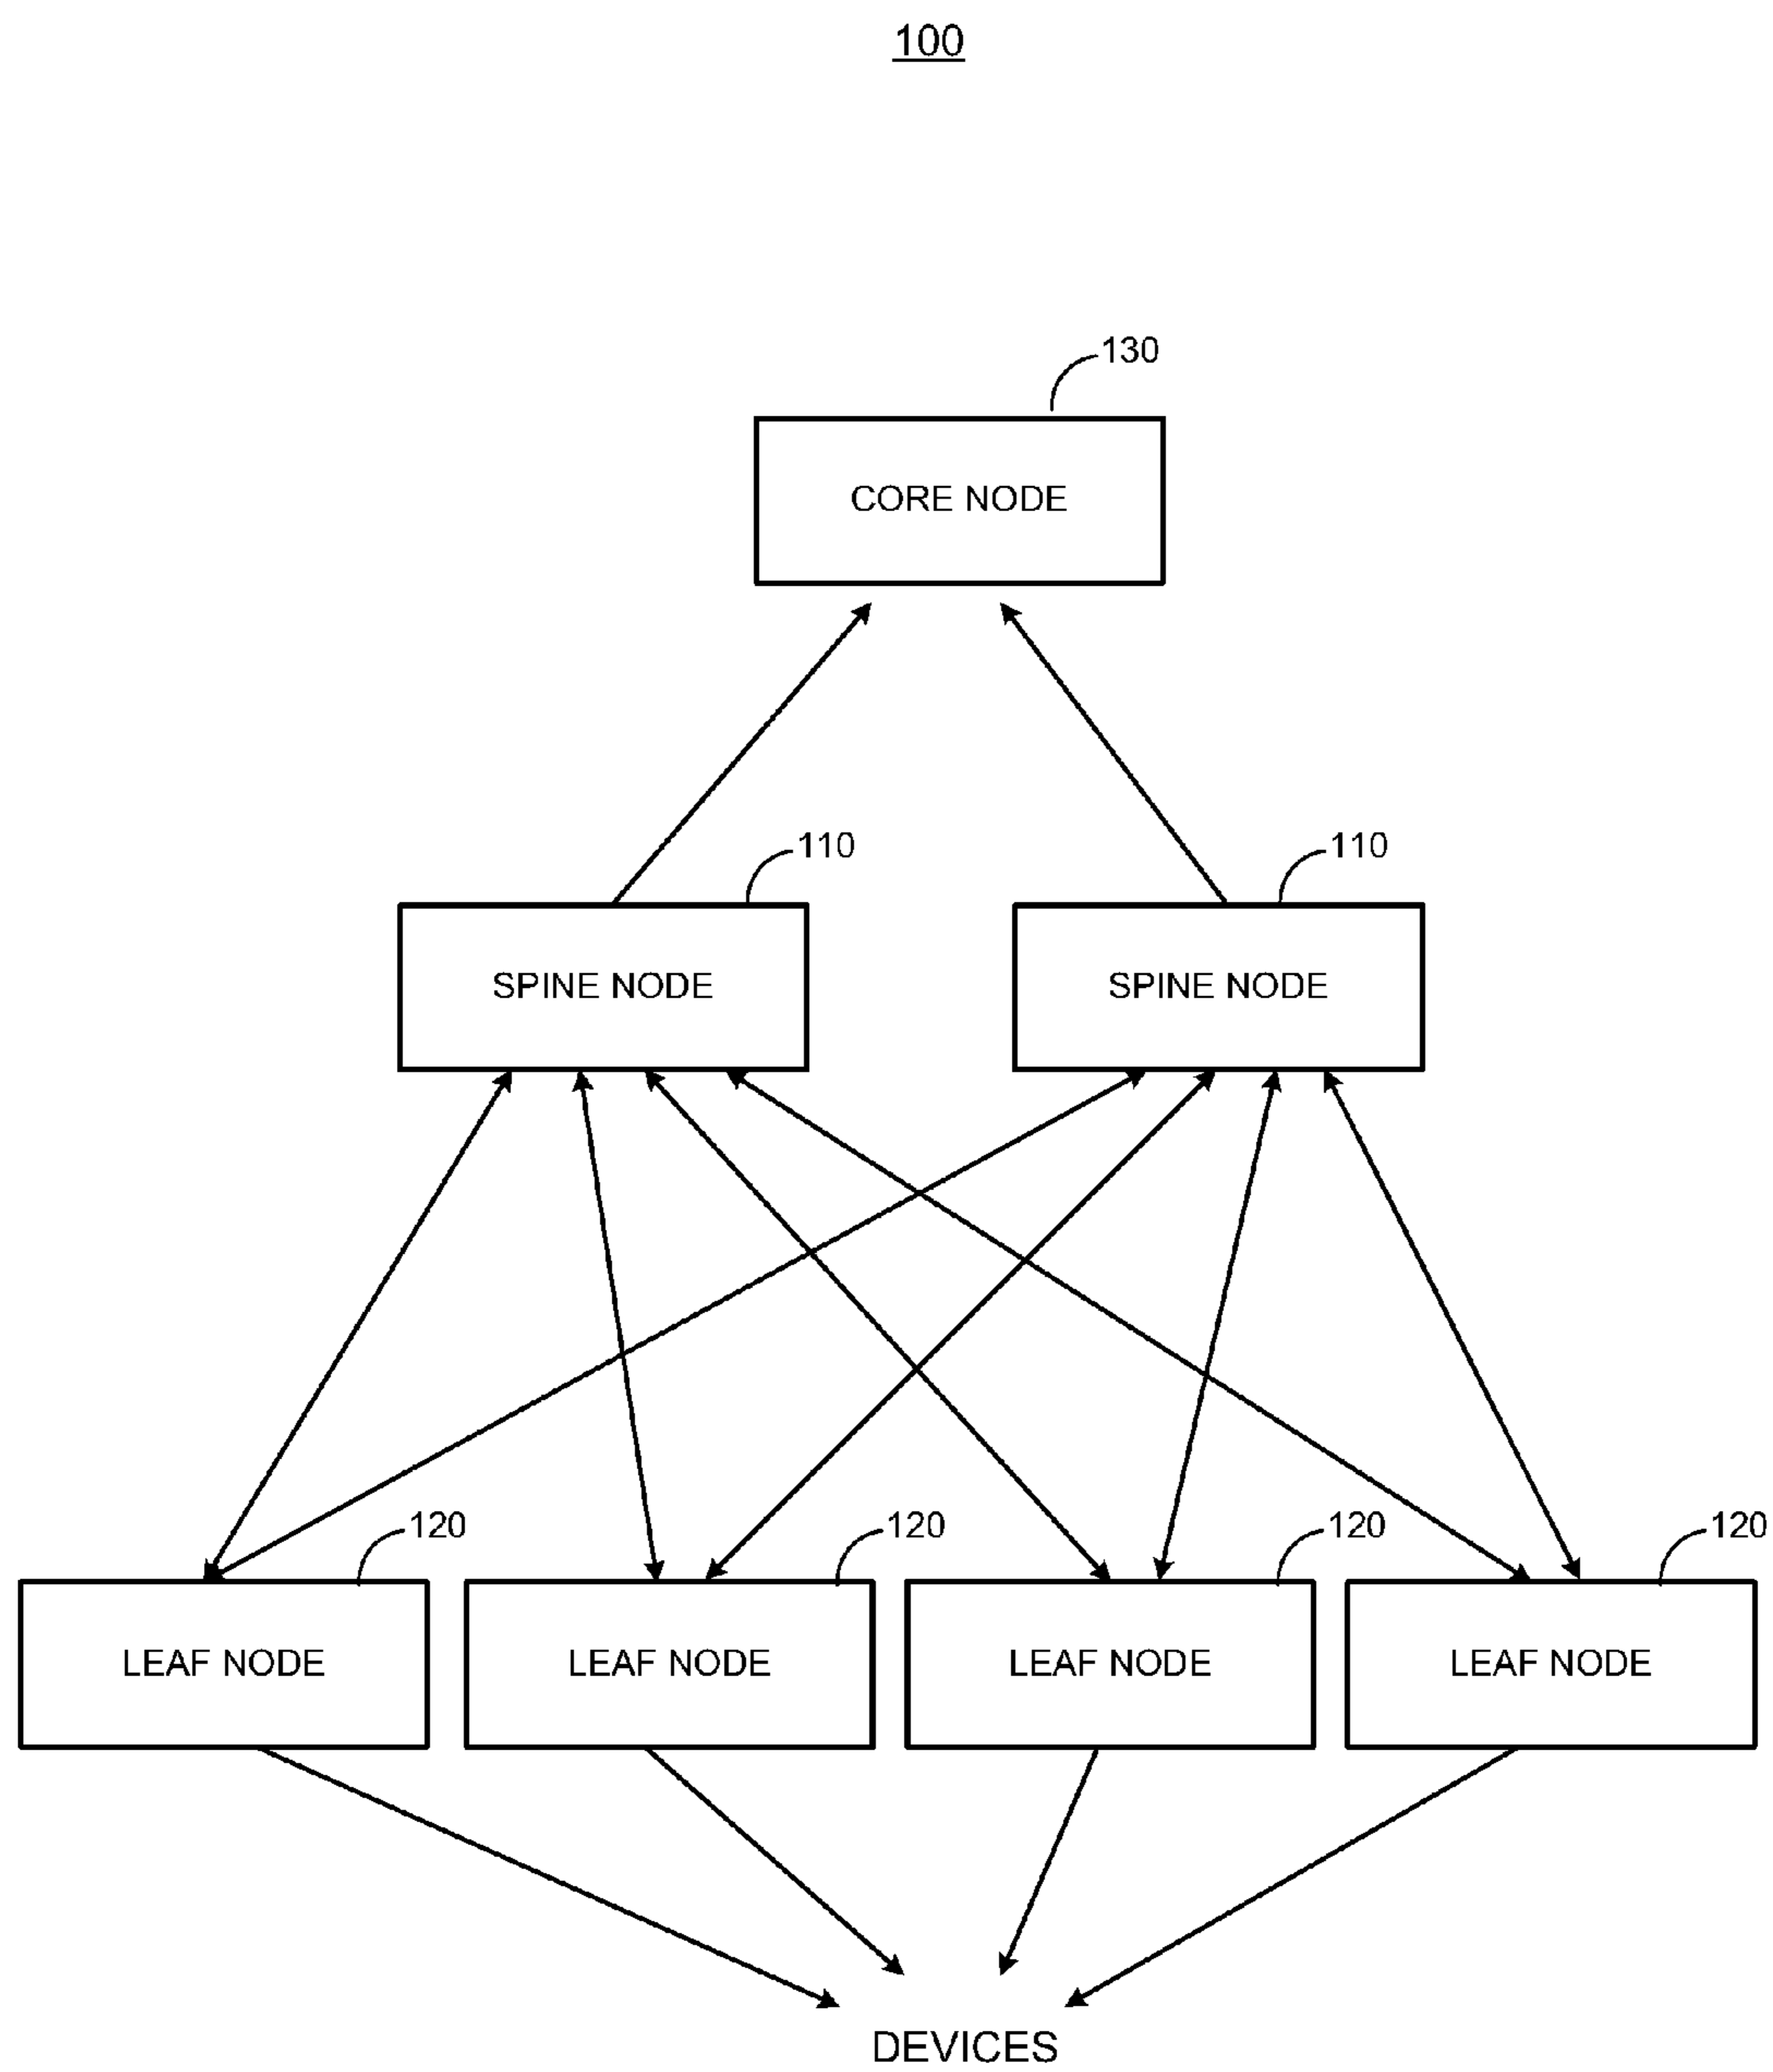 100
130
CORE NODE
110
110
SPINE NODE
SPINE NODE
120
120
120
120
LEAF NODE
LEAF NODE
LEAF NODE
LEAF NODE
DEVICES